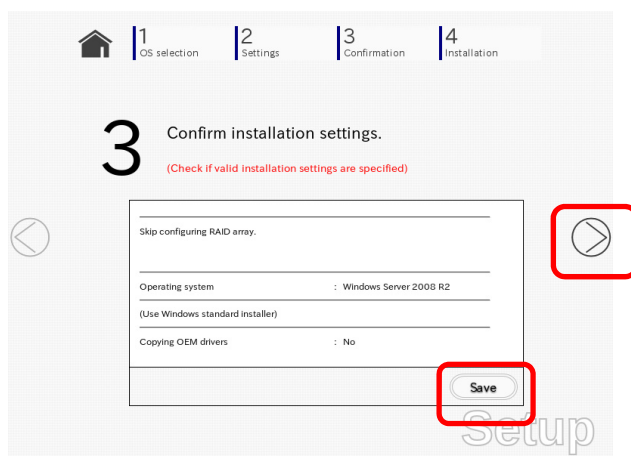 1 2 3 4
OS selection Settings Confirmation Installation
3 Confirm installation settings.
(Check if valid installation settings are specified)
Skip configuring RAID array.
Operating system : Windows Server 2008 R2
(Use Windows standard installer)
Copying OEM drivers : No
Save
Setup